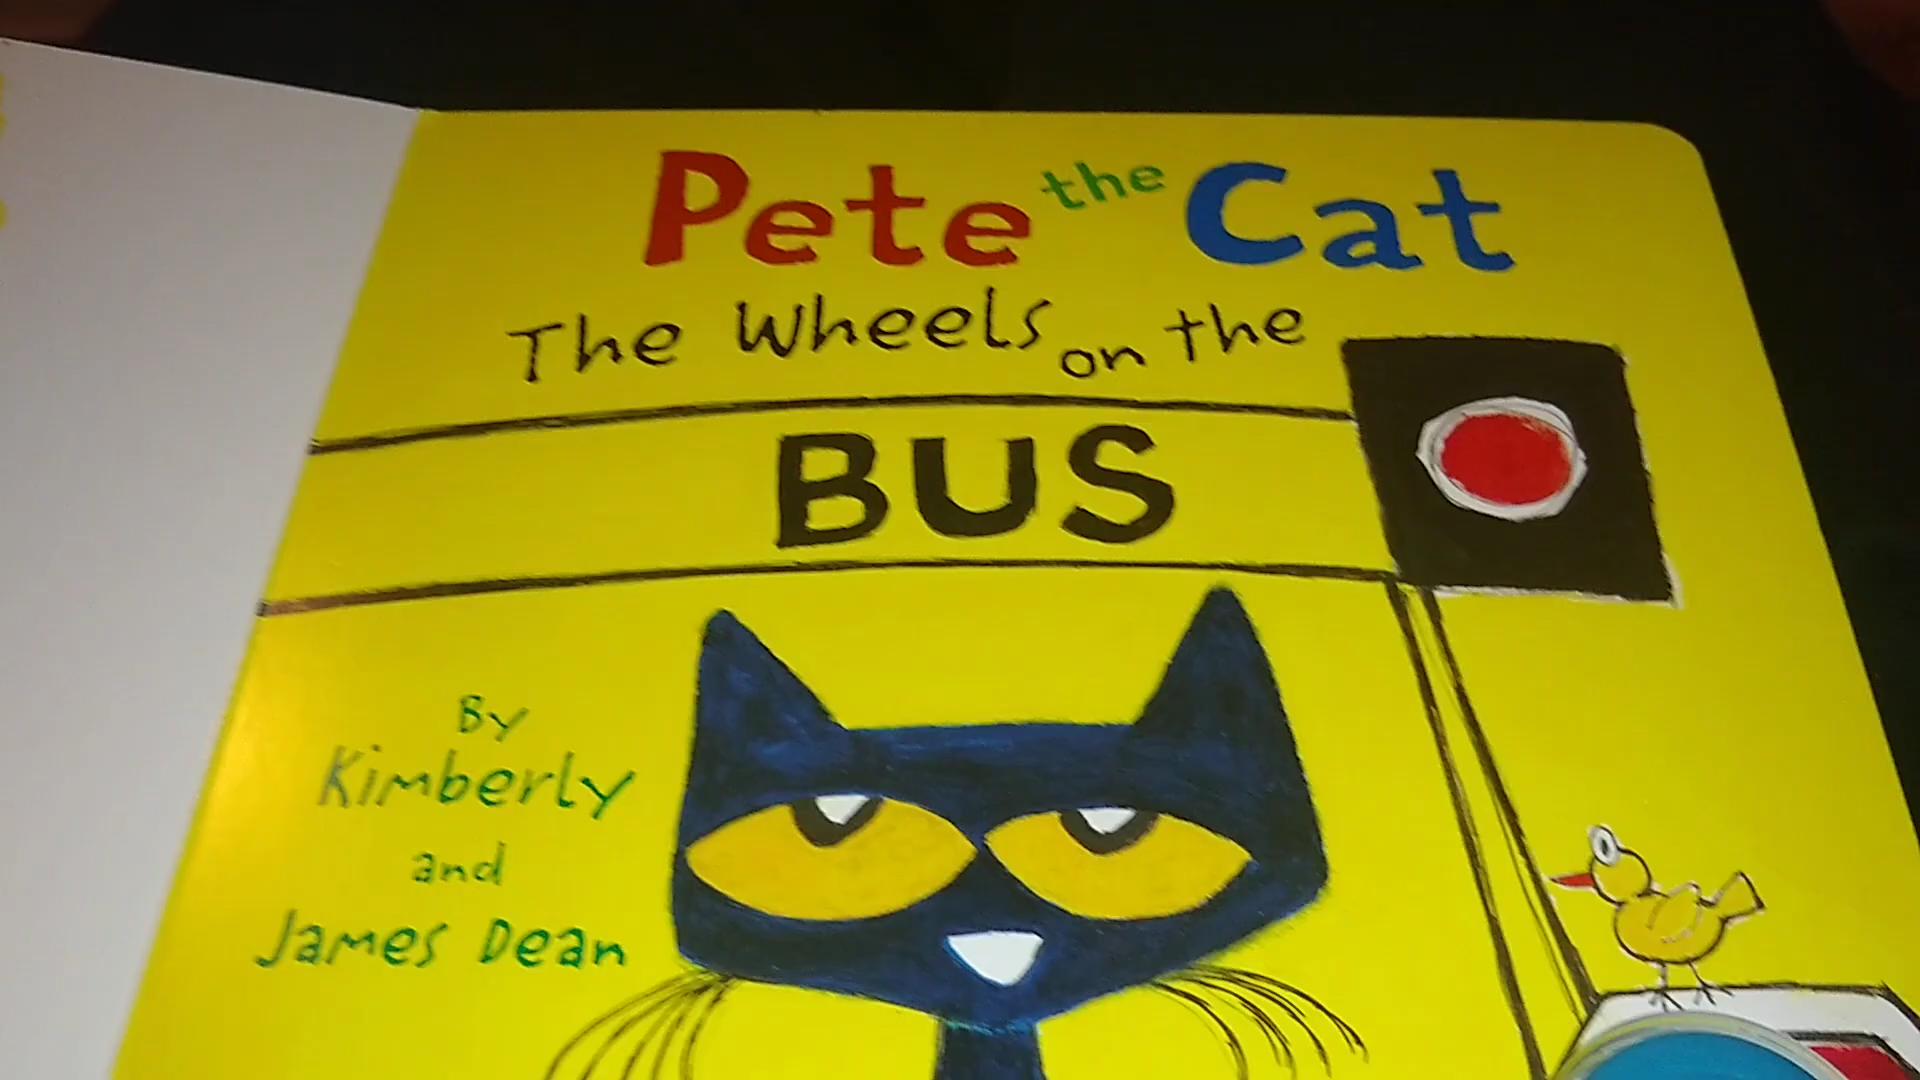 Pete the Cat
The Wheels on the
BUS
By
Kimberly
and
James Dean